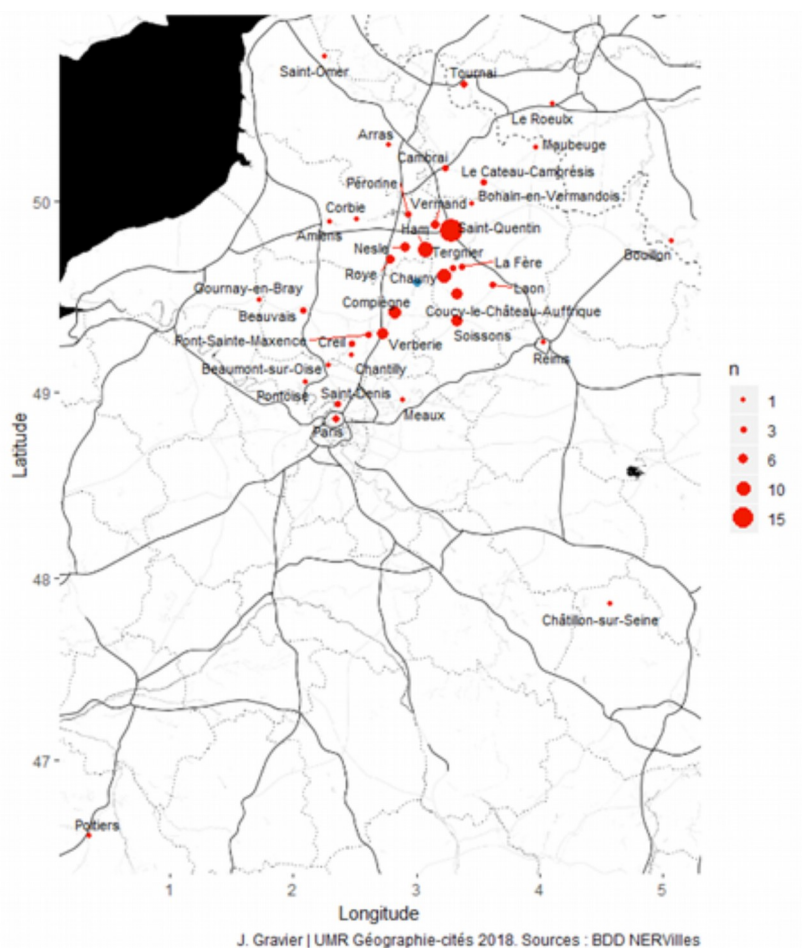 Saint-Omer
Tournai
Le Roeulx
Arras
Maubeuge
Cambrai
Le Cateau-Cambrésis
Péronne
Bohain-en-Vermandois
Vermand
Corbie
Saint-Quentin
Amiens
Ham
Nesle
Tergnier
Bouillon
La Fère
Roye
Chauny
Laon
Gournay-en-Bray
Compiègne
Coucy-le-Château-Auffrique
Beauvais
Soissons
Pont-Sainte-Maxence
Creil
Verberie
Reims
Beaumont-sur-Oise
Chantilly
Pontoise
Saint-Denis
Meaux
Paris
Châtillon-sur-Seine
Poitiers
50
49
48
47
Latitude
1
2
3
4
5
Longitude
n
1
3
6
10
15
J. Gravier | UMR Géographie-cités 2018. Sources : BDD NERVilles